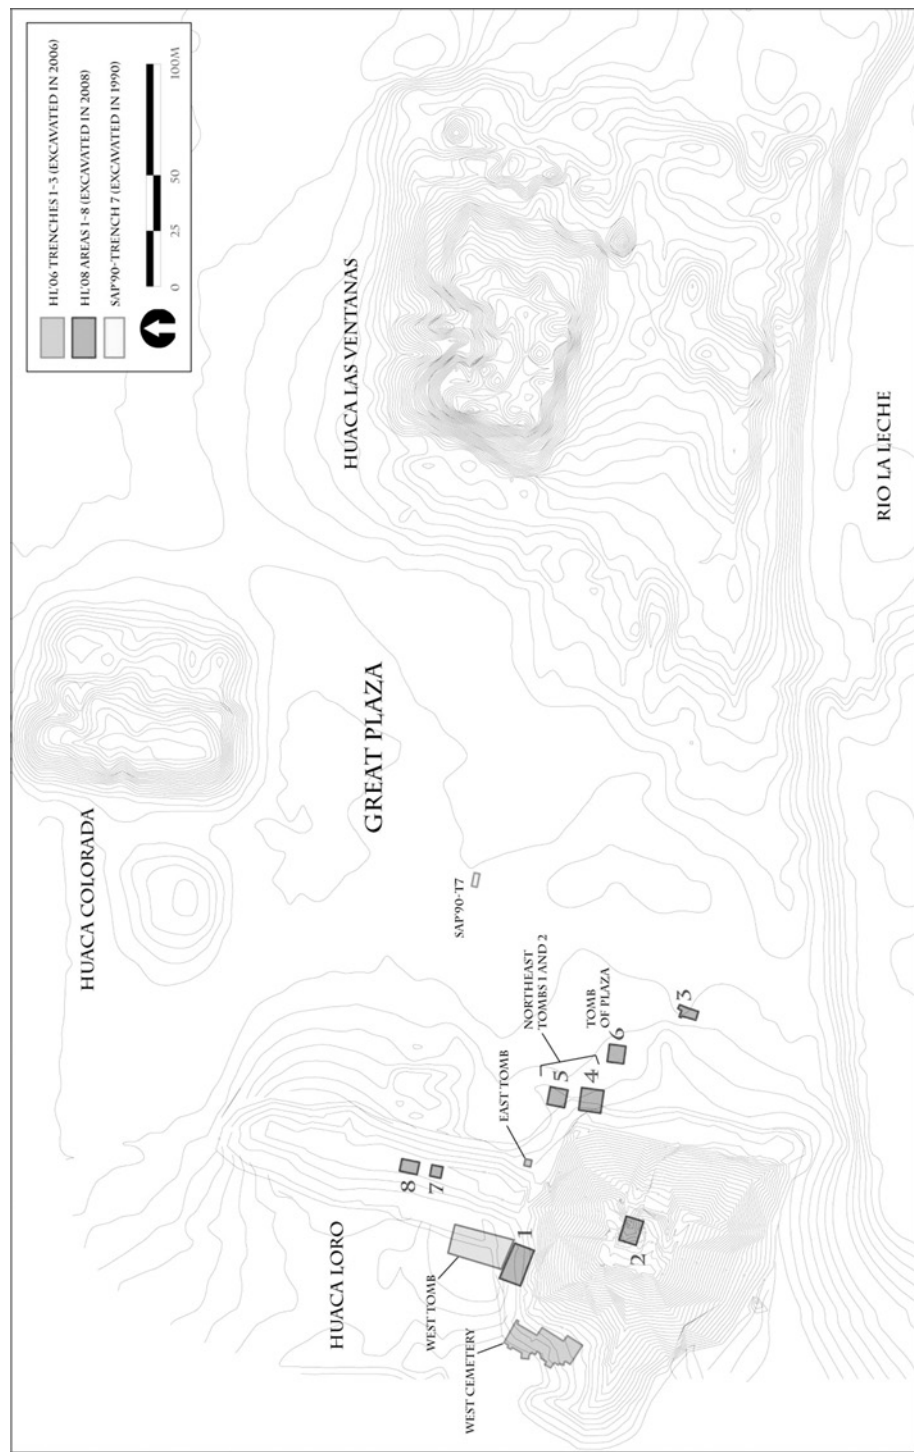 HL'06 TRENCHES 1-3 (EXCAVATED IN 2006)
HL'08 AREAS 1-8 (EXCAVATED IN 2008)
SAP'90-TRENCH 7 (EXCAVATED IN 1990)
0 25 50 100M
HUACA COLORADA
HUACA LAS VENTANAS
GREAT PLAZA
SAP'90-T7
HUACA LORO
WEST TOMB
WEST CEMETERY
EAST TOMB
NORTHEAST
TOMBS 1 AND 2
TOMB
OF PLAZA
8
7
1
2
5
4
6
3
RIO LA LECHE